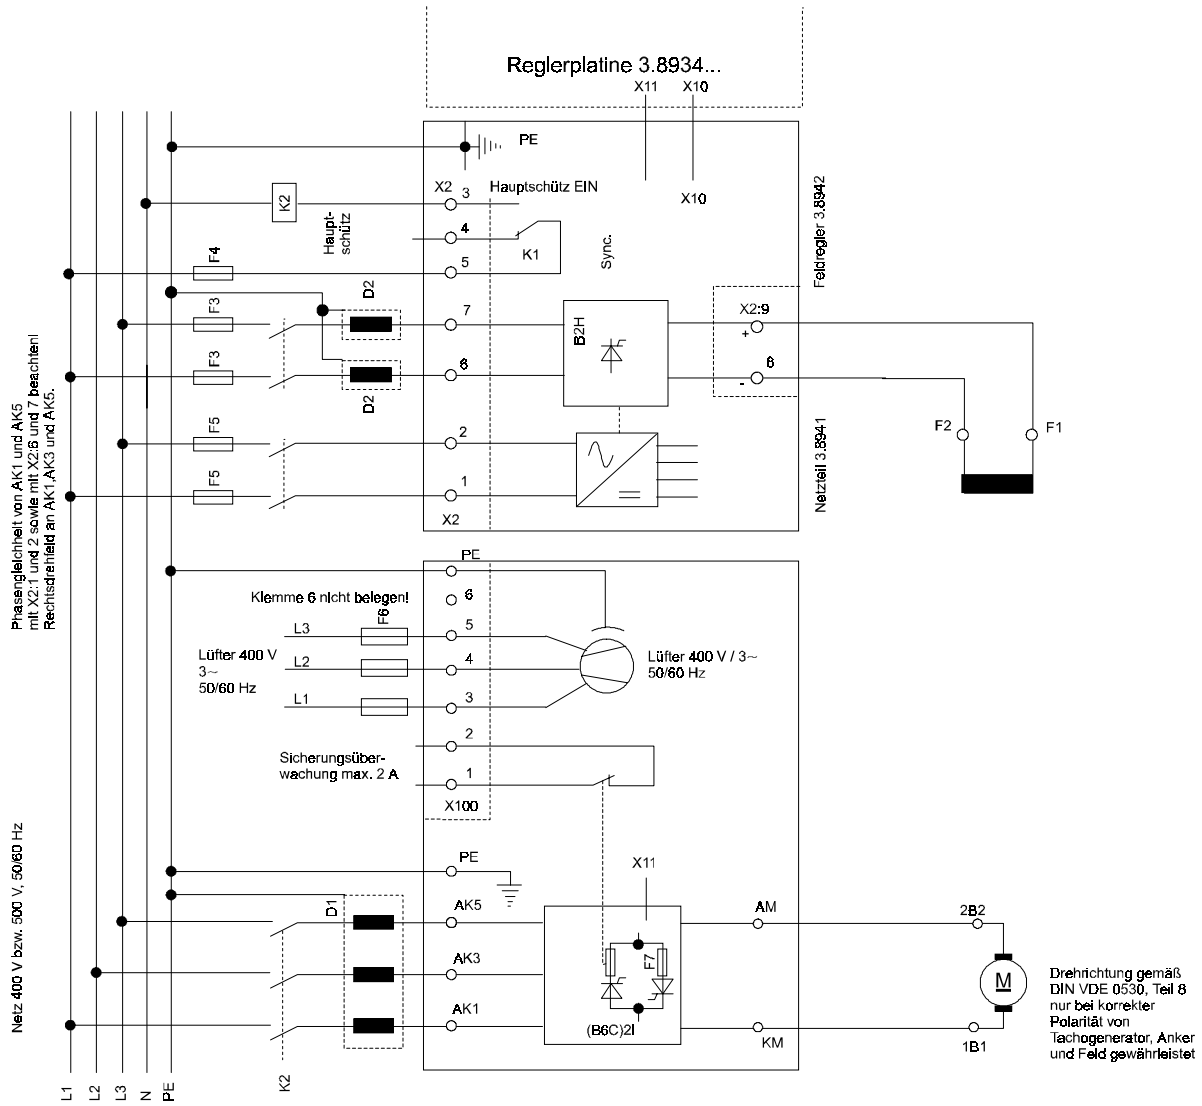 Reglerplatine 3.8934...
X11
X10
PE
X2
3
Hauptschütz EIN
X10
K2
Haupt-
schütz
4
K1
Sync.
Feldregler 3.8942
F4
5
D2
F3
7
B2H
X2:9
+
F3
6
8
-
D2
F2
F1
F5
2
F5
1
X2
Netzteil 3.8941
Phasengleichheit von AK1 und AK5
mit X2:1 und 2 sowie mit X2:6 und 7 beachten!
Rechtsdrehfeld an AK1,AK3 und AK5.
PE
Klemme 6 nicht belegen!
6
F6
L3
5
Lüfter 400 V
3~
50/60 Hz
L2
4
Lüfter 400 V / 3~
50/60 Hz
L1
3
2
Sicherungsüber-
wachung max. 2 A
1
X100
Netz 400 V bzw. 500 V, 50/60 Hz
PE
X11
D1
AK5
AM
2B2
AK3
F7
M
AK1
(B6C)2I
KM
1B1
Drehrichtung gemäß
DIN VDE 0530, Teil 8
nur bei korrekter
Polarität von
Tachogenerator, Anker
und Feld gewährleistet
K2
L1
L2
L3
N
PE